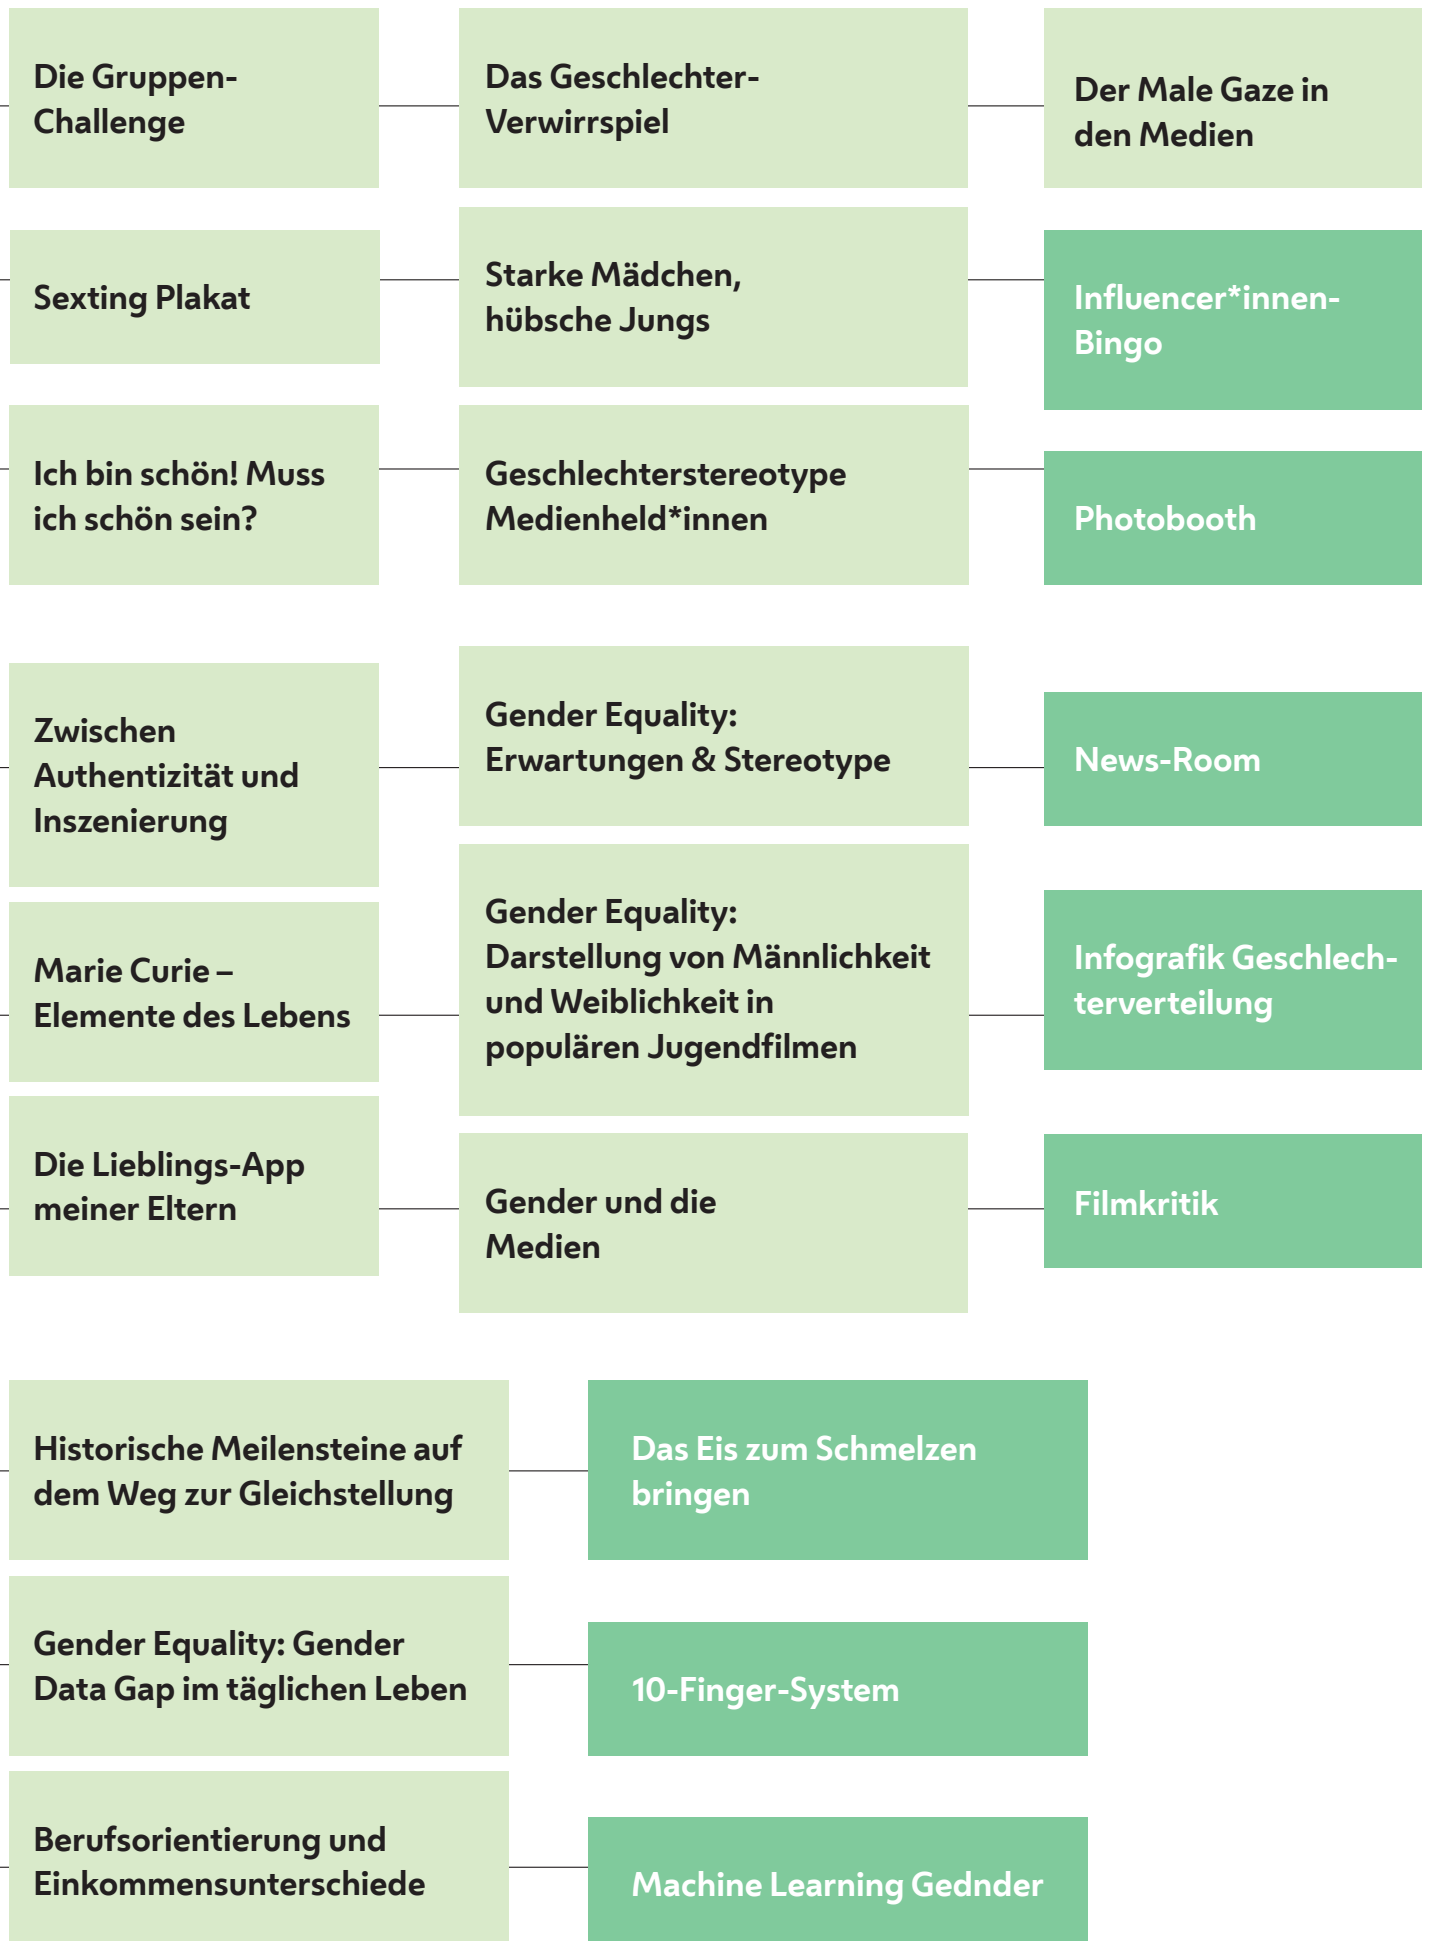 Die Gruppen-
Challenge
Das Geschlechter-
Verwirrspiel
Der Male Gaze in
den Medien
Sexting Plakat
Starke Mädchen,
hübsche Jungs
Influencer*innen-
Bingo
Ich bin schön! Muss
ich schön sein?
Geschlechterstereotype
Medienheld*innen
Photobooth
Zwischen
Authentizität und
Inszenierung
Gender Equality:
Erwartungen & Stereotype
News-Room
Marie Curie –
Elemente des Lebens
Gender Equality:
Darstellung von Männlichkeit
und Weiblichkeit in
populären Jugendfilmen
Infografik Geschlech-
terverteilung
Die Lieblings-App
meiner Eltern
Gender und die
Medien
Filmkritik
Historische Meilensteine auf
dem Weg zur Gleichstellung
Das Eis zum Schmelzen
bringen
Gender Equality: Gender
Data Gap im täglichen Leben
10-Finger-System
Berufsorientierung und
Einkommensunterschiede
Machine Learning Gednder